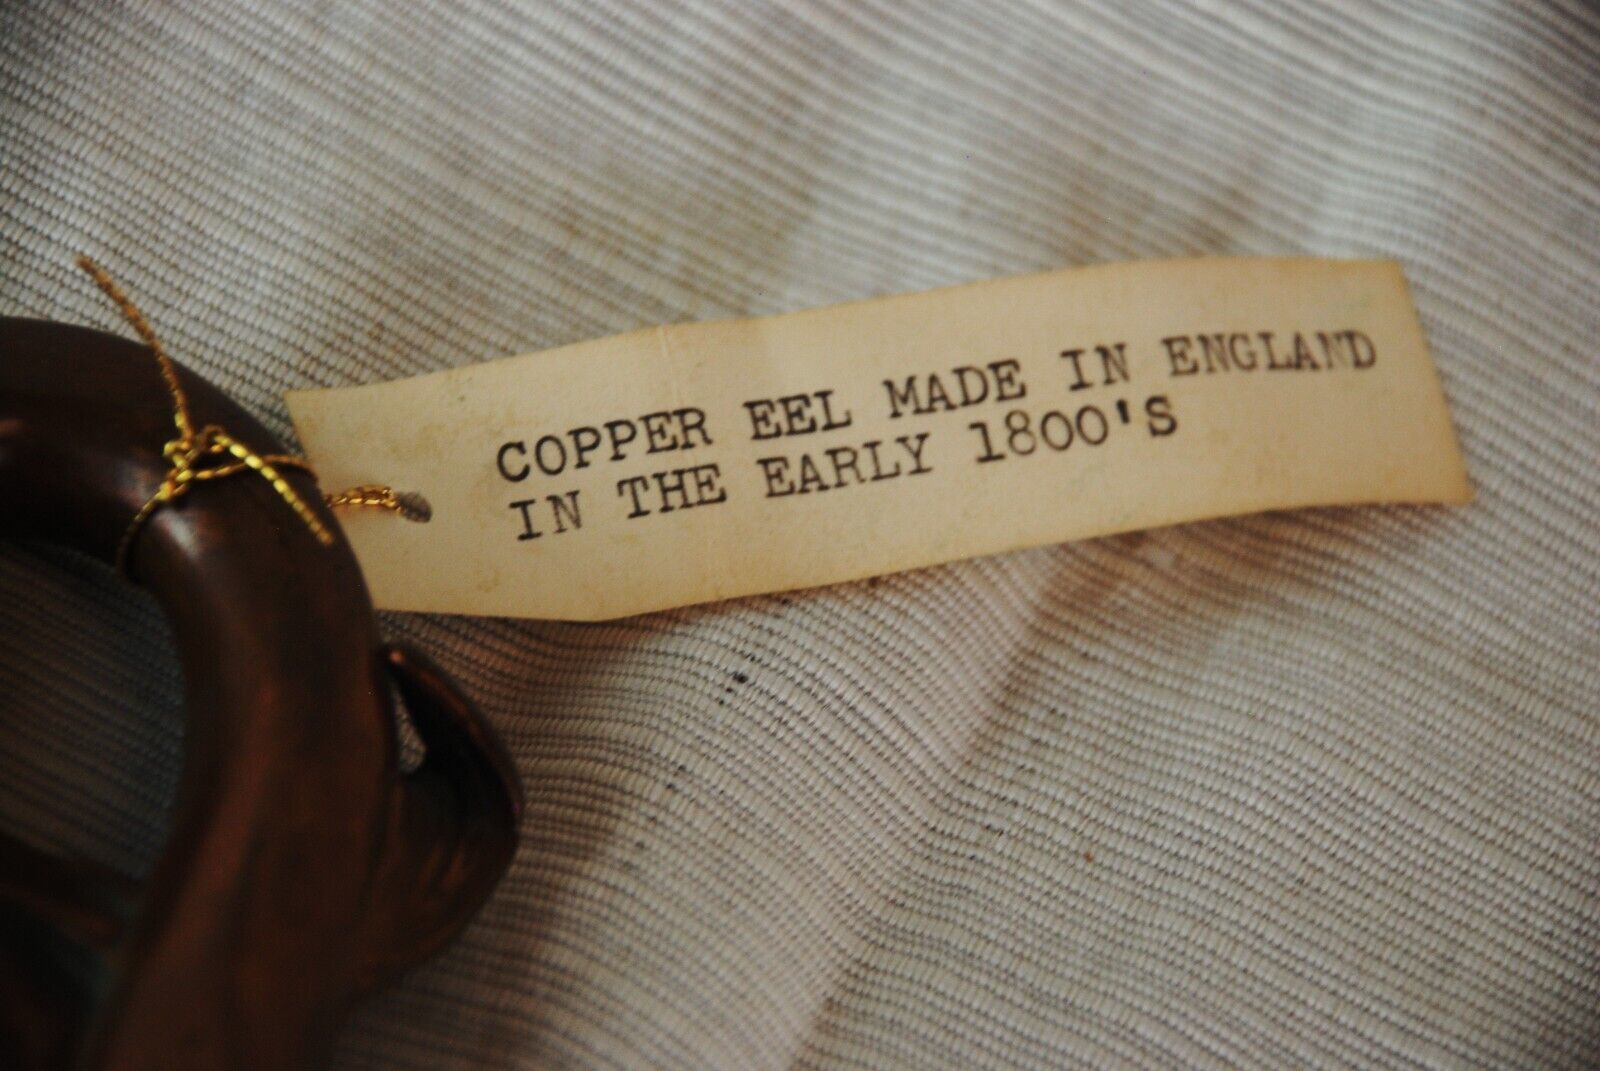 COPPER EEL MADE IN ENGLAND
IN THE EARLY 1800'S